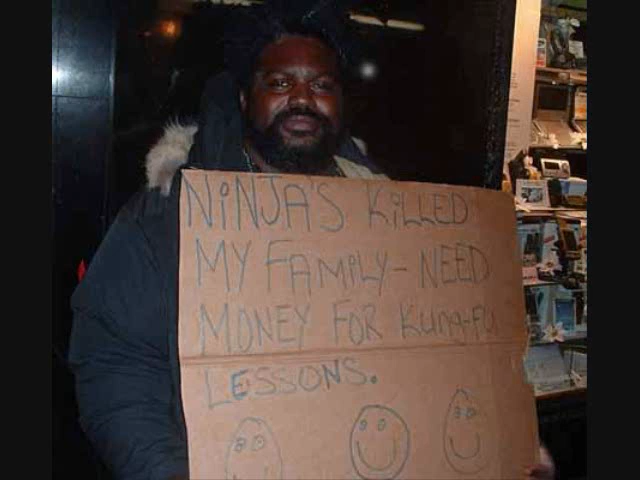 NiNJA'S KiLLED
MY FAMiLY - NEED
MONEY FOR KUNG-FU
LESSONS.